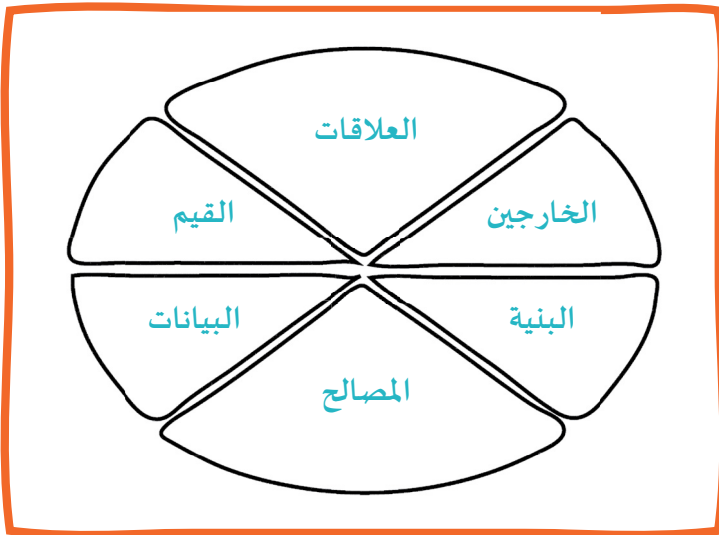 العلاقات
الخارجين
القيم
البنية
البيانات
المصالح